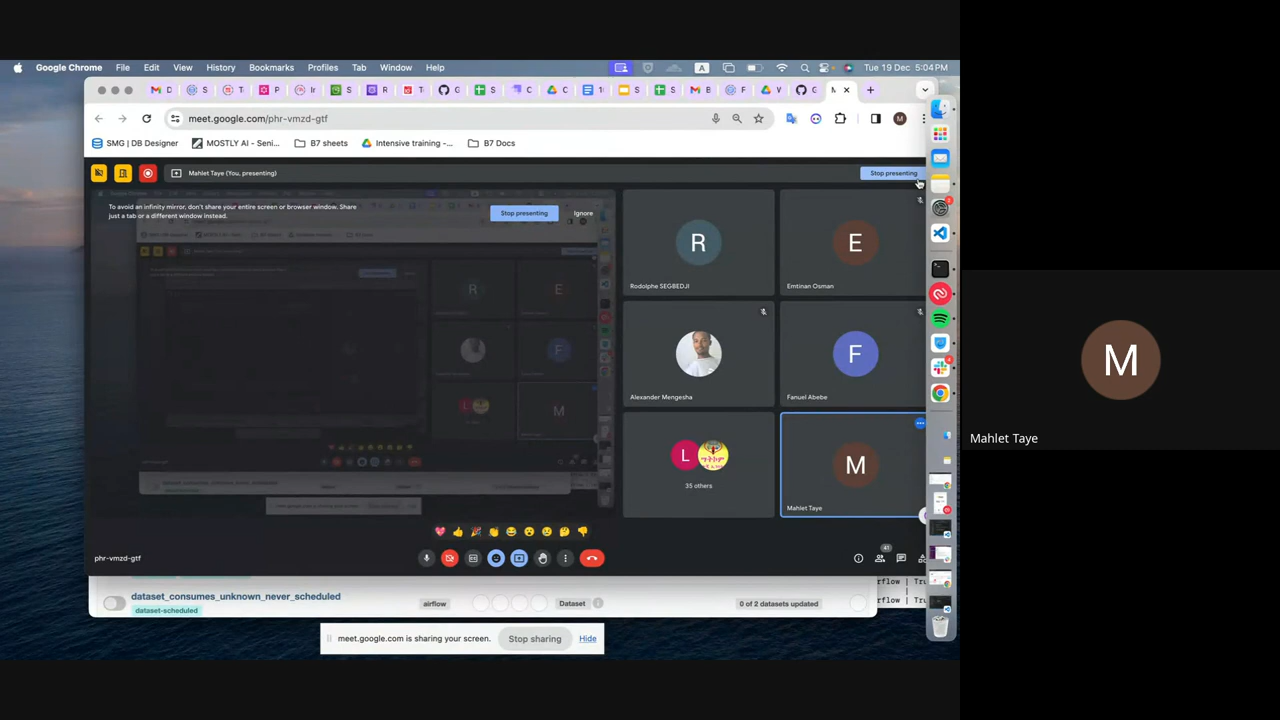 Google Chrome File Edit View History Bookmarks Profiles Tab Window Help A Tue 19 Dec 5:04 PM
meet.google.com/phr-vmzd-gtf M
SMG | DB Designer MOSTLY AI - Seni... B7 sheets Intensive training -... B7 Docs
Mahlet Taye (You, presenting) Stop presenting
To avoid an infinity mirror, don't share your entire screen or browser window. Share
just a tab or a different window instead.
Stop presenting Ignore
R
Rodolphe SEGBEDJI
E
Emtinan Osman
Alexander Mengesha
F
Fanuel Abebe
L
35 others
M
Mahlet Taye
phr-vmzd-gtf
41
dataset_consumes_unknown_never_scheduled
dataset-scheduled
airflow Dataset 0 of 2 datasets updated
meet.google.com is sharing your screen. Stop sharing Hide
M
Mahlet Taye